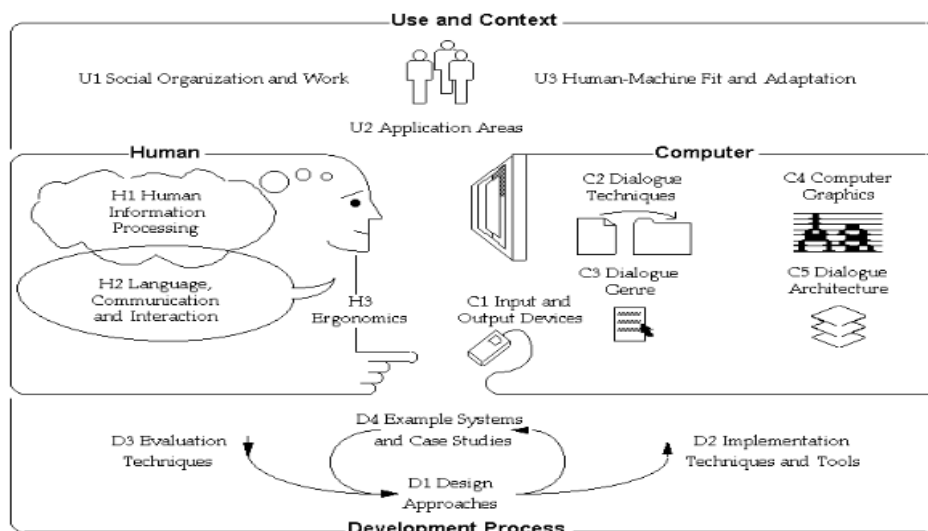 Use and Context
U1 Social Organization and Work
U3 Human-Machine Fit and Adaptation
U2 Application Areas
Human
H1 Human
Information
Processing
H2 Language,
Communication
and Interaction
H3
Ergonomics
Computer
C2 Dialogue
Techniques
C4 Computer
Graphics
C3 Dialogue
Genre
C5 Dialogue
Architecture
C1 Input and
Output Devices
D3 Evaluation
Techniques
D4 Example Systems
and Case Studies
D1 Design
Approaches
D2 Implementation
Techniques and Tools
Development Process